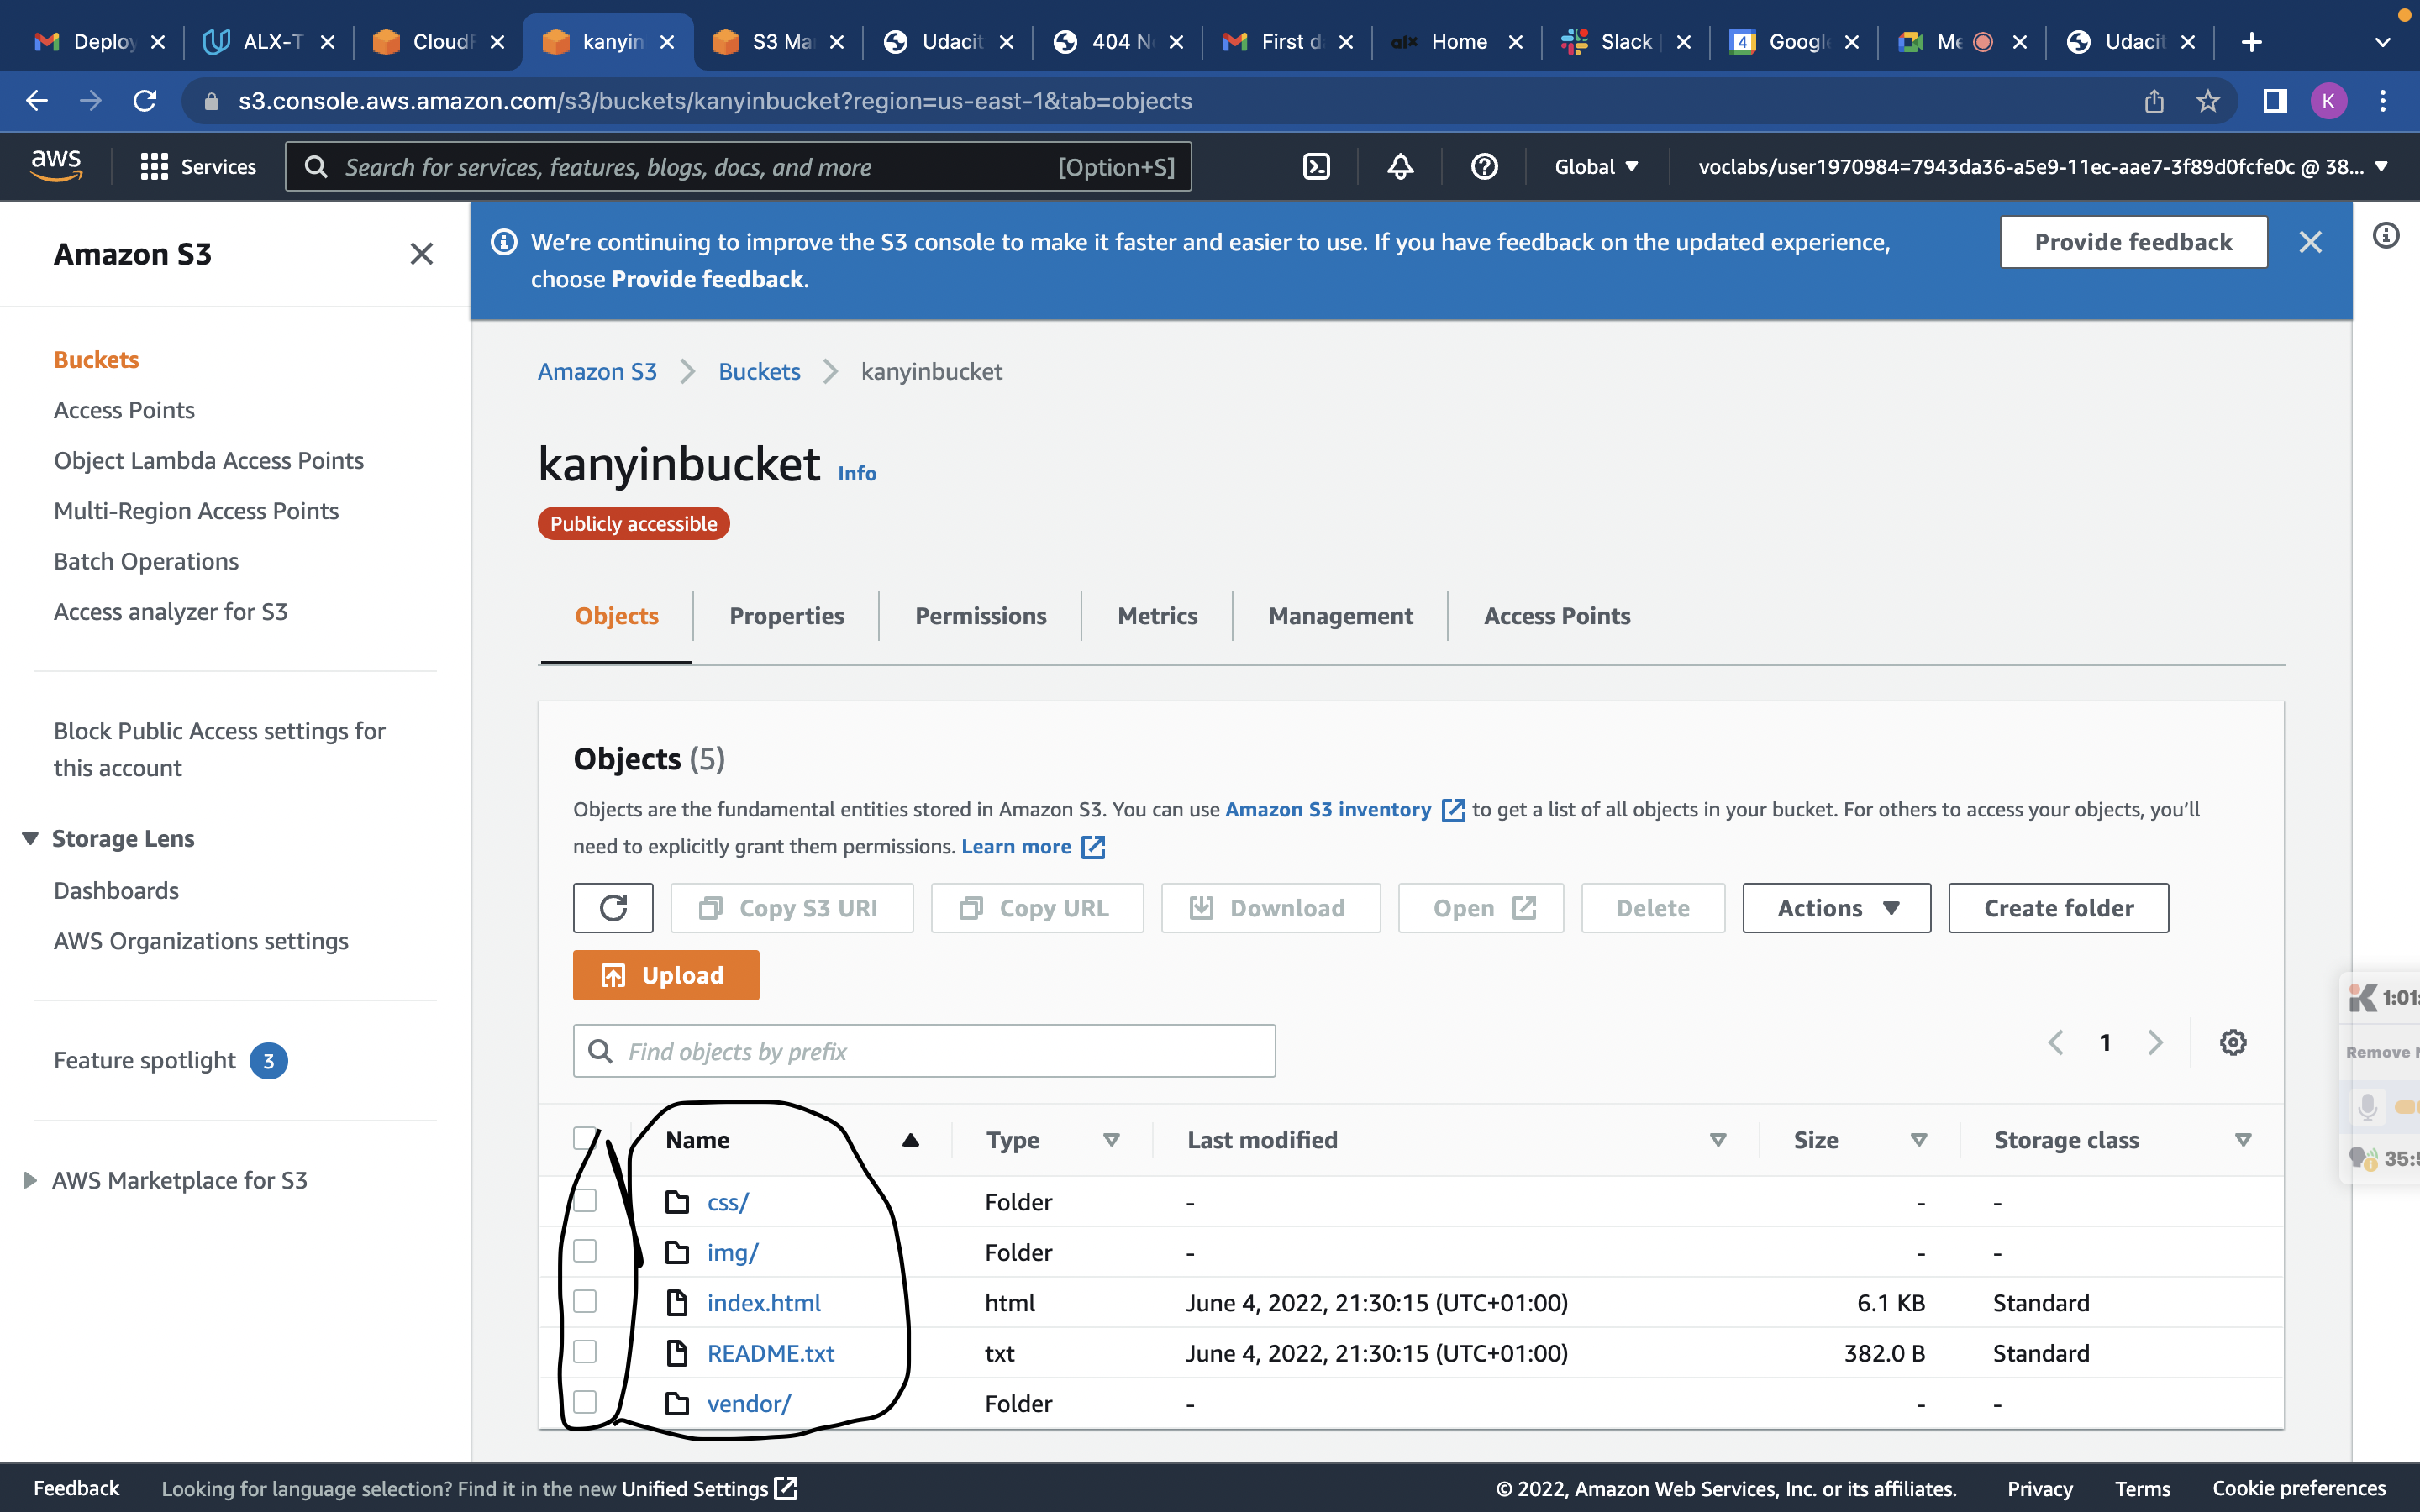 Deploy
ALX-T
CloudF
kanyin
S3 Ma
Udacit
404 N
First d
alx Home
Slack
4 Google
Me
Udacit
s3.console.aws.amazon.com/s3/buckets/kanyinbucket?region=us-east-1&tab=objects
K
aws
Services
Search for services, features, blogs, docs, and more
[Option+S]
Global
voclabs/user1970984=7943da36-a5e9-11ec-aae7-3f89d0fcfe0c @ 38...
Amazon S3
We're continuing to improve the S3 console to make it faster and easier to use. If you have feedback on the updated experience,
choose Provide feedback.
Provide feedback
Buckets
Access Points
Object Lambda Access Points
Multi-Region Access Points
Batch Operations
Access analyzer for S3
Block Public Access settings for
this account
Storage Lens
Dashboards
AWS Organizations settings
Feature spotlight 3
AWS Marketplace for S3
Amazon S3
Buckets
kanyinbucket
kanyinbucket Info
Publicly accessible
Objects
Properties
Permissions
Metrics
Management
Access Points
Objects (5)
Objects are the fundamental entities stored in Amazon S3. You can use Amazon S3 inventory to get a list of all objects in your bucket. For others to access your objects, you'll
need to explicitly grant them permissions. Learn more
Copy S3 URI
Copy URL
Download
Open
Delete
Actions
Create folder
Upload
Find objects by prefix
1
Name Type Last modified Size Storage class
css/ Folder - - -
img/ Folder - - -
index.html html June 4, 2022, 21:30:15 (UTC+01:00) 6.1 KB Standard
README.txt txt June 4, 2022, 21:30:15 (UTC+01:00) 382.0 B Standard
vendor/ Folder - - -
1:01:
Remove
35:
Feedback
Looking for language selection? Find it in the new Unified Settings
© 2022, Amazon Web Services, Inc. or its affiliates.
Privacy
Terms
Cookie preferences